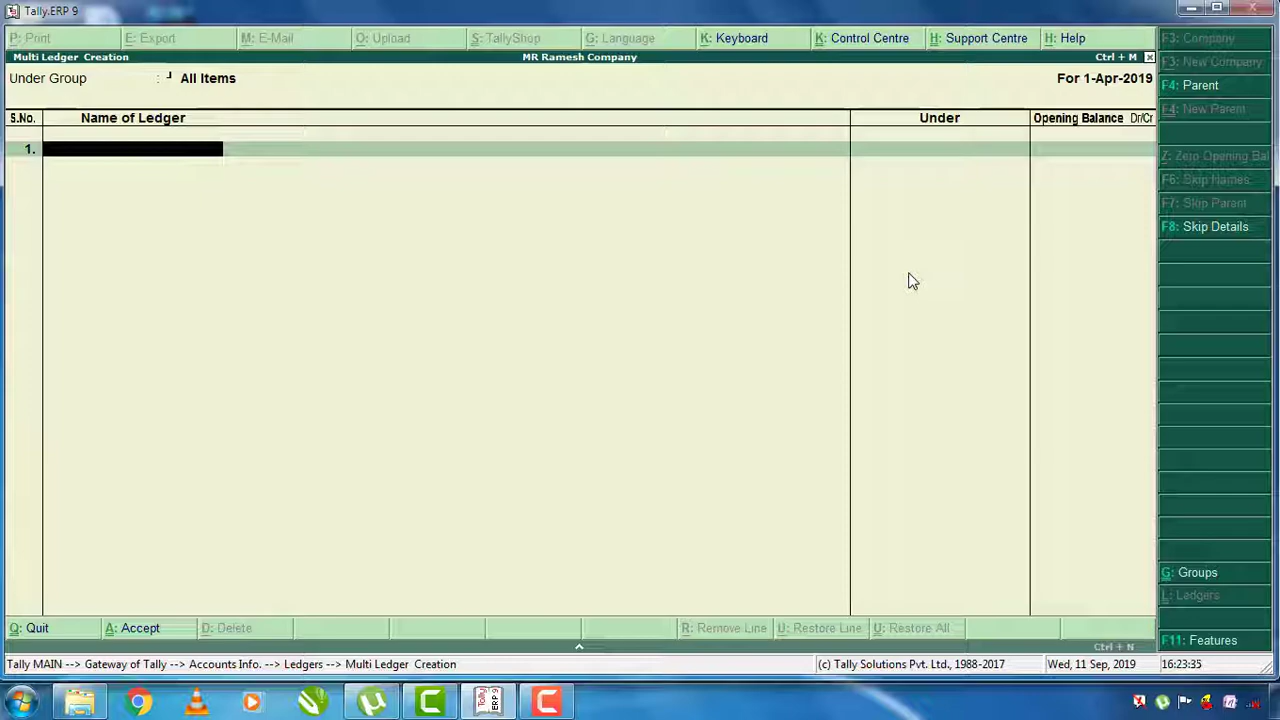 Tally.ERP 9
P: Print E: Export M: E-Mail O: Upload S: TallyShop G: Language K: Keyboard K: Control Centre H: Support Centre H: Help
F3: Company
Multi Ledger Creation MR Ramesh Company Ctrl + M
F3: New Company
Under Group : All Items For 1-Apr-2019
F4: Parent
F4: New Parent
S.No. Name of Ledger Under Opening Balance Dr/Cr
1.
Z: Zero Opening Bal
F6: Skip Names
F7: Skip Parent
F8: Skip Details
G: Groups
L: Ledgers
Q: Quit A: Accept D: Delete R: Remove Line U: Restore Line U: Restore All
F11: Features
Ctrl + N
Tally MAIN --> Gateway of Tally --> Accounts Info. --> Ledgers --> Multi Ledger Creation (c) Tally Solutions Pvt. Ltd., 1988-2017 Wed, 11 Sep, 2019 16:23:35
Tally ERP 9